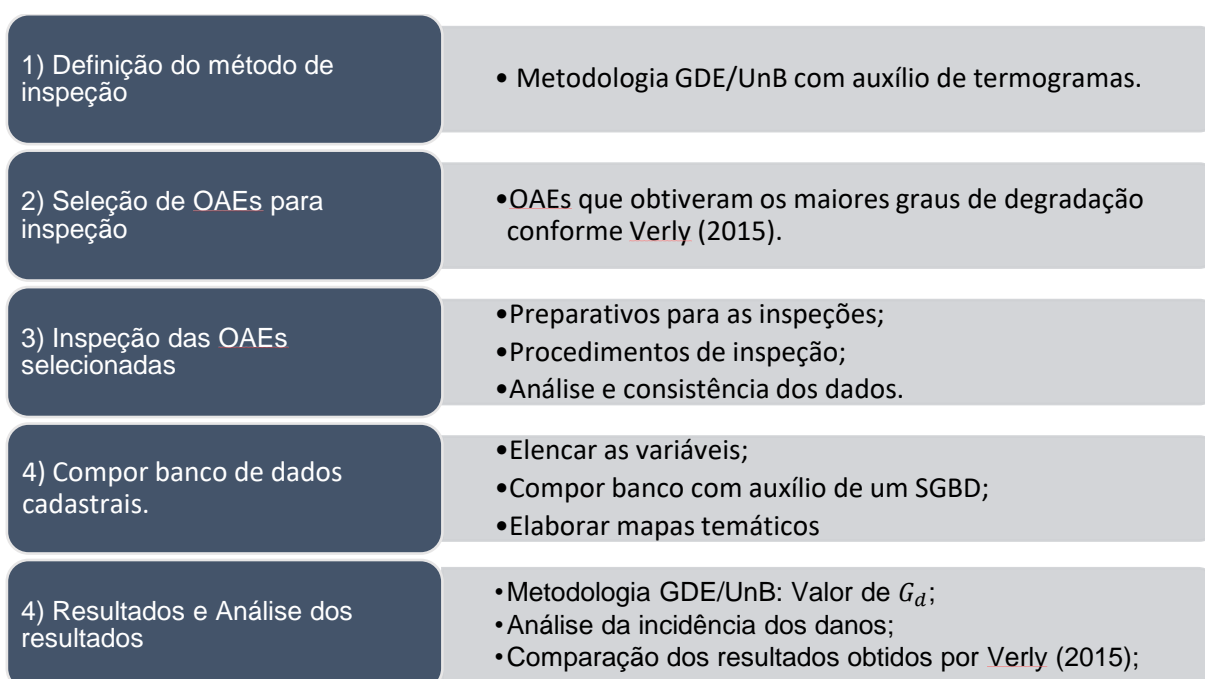 1) Definição do método de
inspeção
• Metodologia GDE/UnB com auxílio de termogramas.
2) Seleção de OAEs para
inspeção
•OAEs que obtiveram os maiores graus de degradação
conforme Verly (2015).
3) Inspeção das OAEs
selecionadas
•Preparativos para as inspeções;
•Procedimentos de inspeção;
•Análise e consistência dos dados.
4) Compor banco de dados
cadastrais.
•Elencar as variáveis;
•Compor banco com auxílio de um SGBD;
•Elaborar mapas temáticos
4) Resultados e Análise dos
resultados
•Metodologia GDE/UnB: Valor de G_d;
•Análise da incidência dos danos;
•Comparação dos resultados obtidos por Verly (2015);